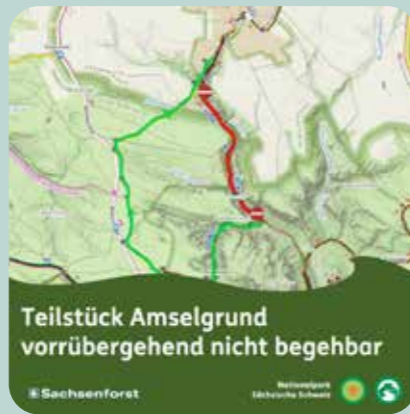 Teilstück Amselgrund
vorrübergehend nicht begehbar
Sachsenforst
Nationalpark
Sächsische Schweiz